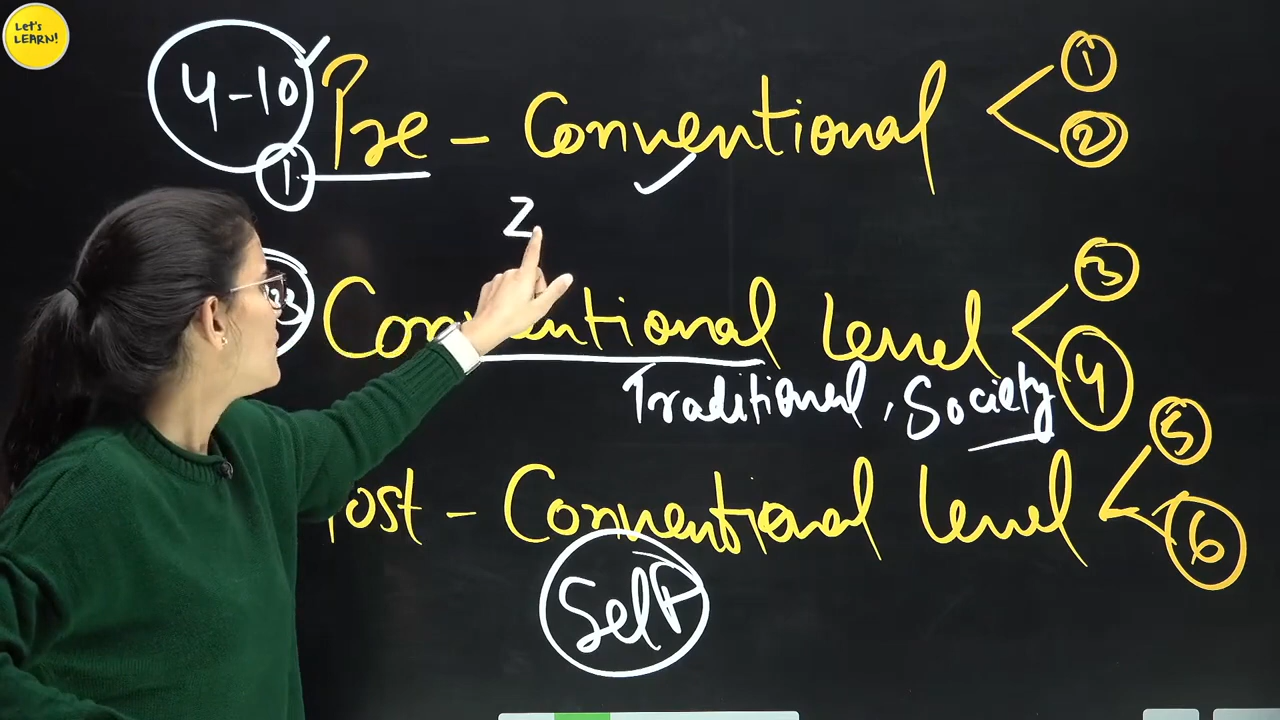 Let's
LEARN!
4-10
Pre - Conventional
1
2
1
Z
Conventional Level
3
4
Traditional, Society
Post - Conventional Level
5
6
Self